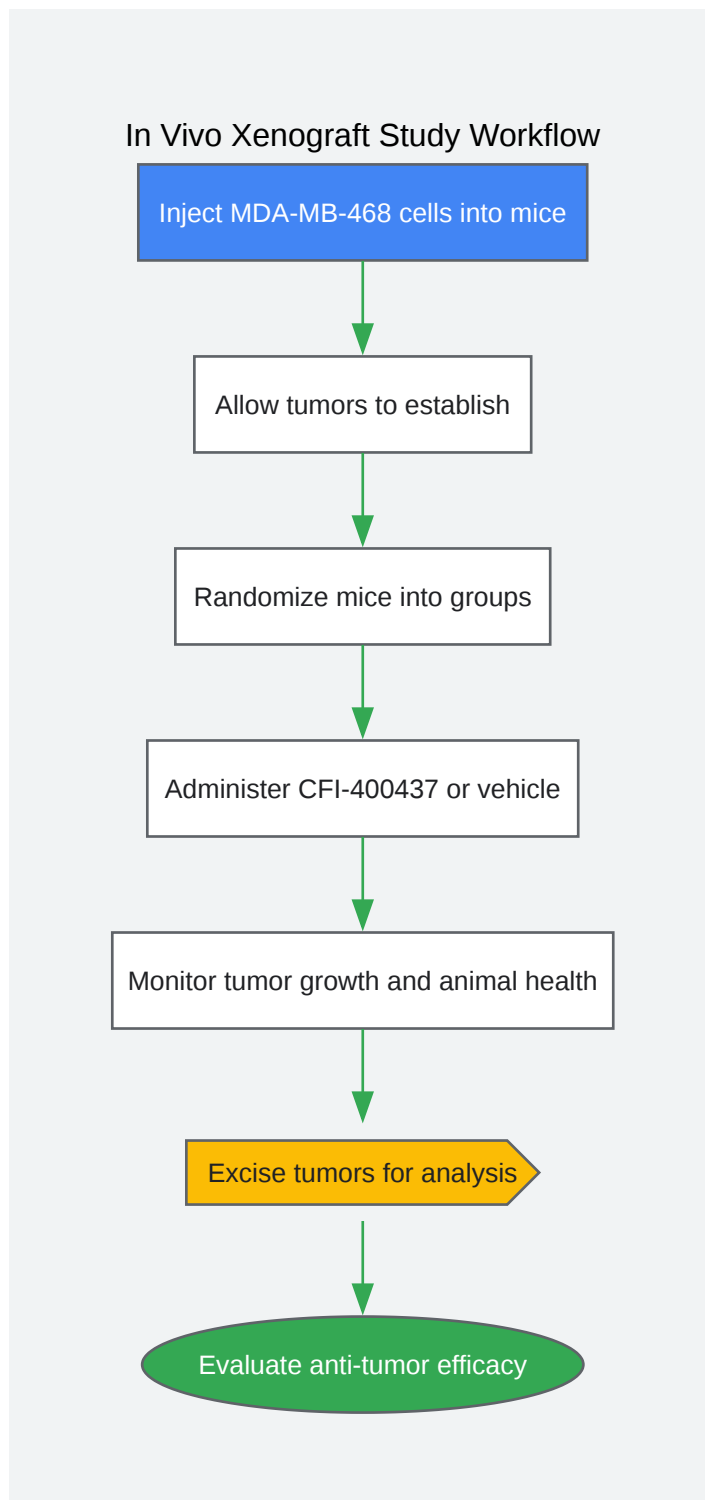 In Vivo Xenograft Study Workflow
Inject MDA-MB-468 cells into mice
Allow tumors to establish
Randomize mice into groups
Administer CFI-400437 or vehicle
Monitor tumor growth and animal health
Excise tumors for analysis
Evaluate anti-tumor efficacy